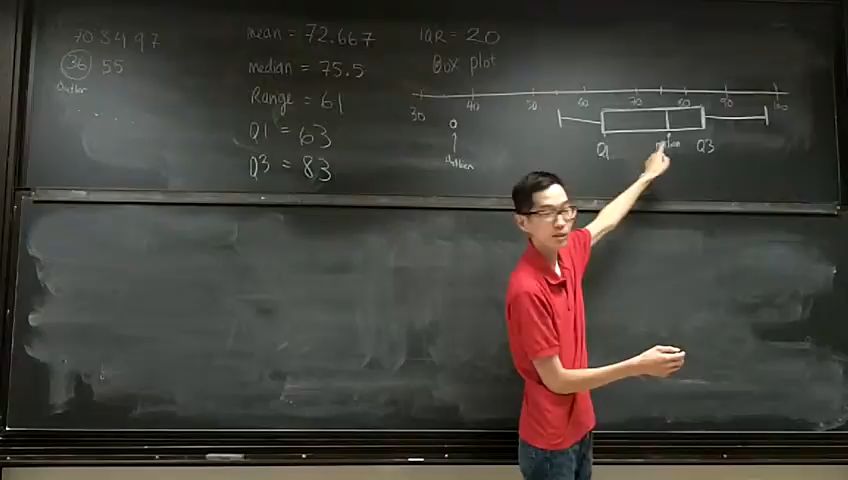 70 34 97
36 55
mean = 72.667
median = 75.5
Range = 61
Q1 = 63
Q3 = 83
IQR = 20
Box plot
30 40 50 60 70 80 90 100
outlier
Q1 median Q3